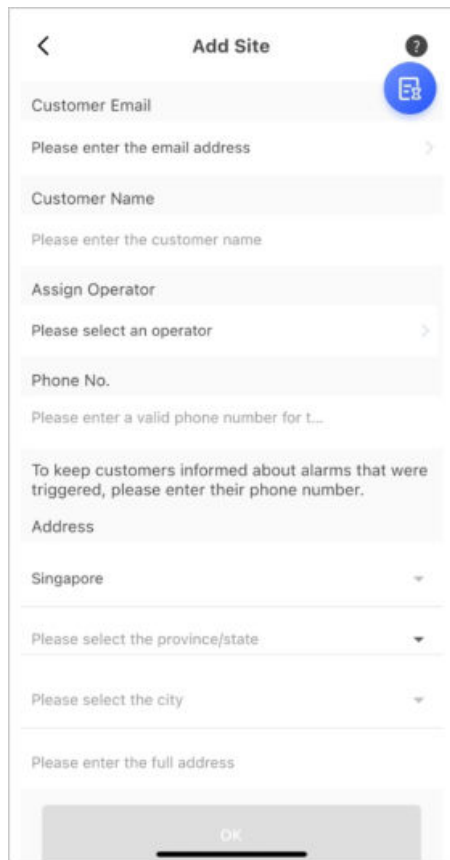 Add Site
?
Customer Email
Please enter the email address
Customer Name
Please enter the customer name
Assign Operator
Please select an operator
Phone No.
Please enter a valid phone number for t...
To keep customers informed about alarms that were
triggered, please enter their phone number.
Address
Singapore
Please select the province/state
Please select the city
Please enter the full address
OK